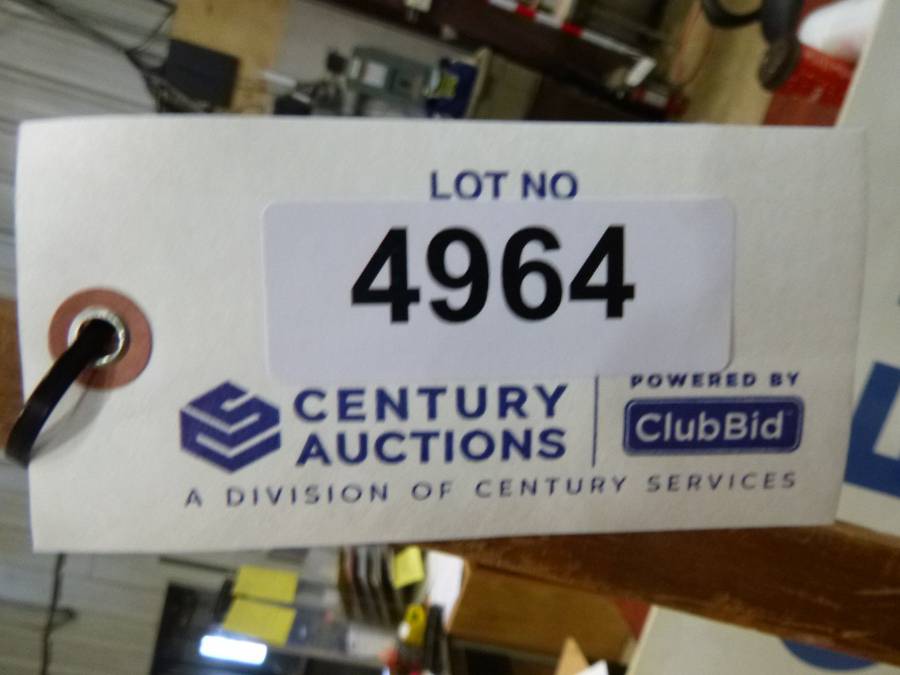 LOT NO
4964
CENTURY
AUCTIONS
POWERED BY
ClubBid
A DIVISION OF CENTURY SERVICES